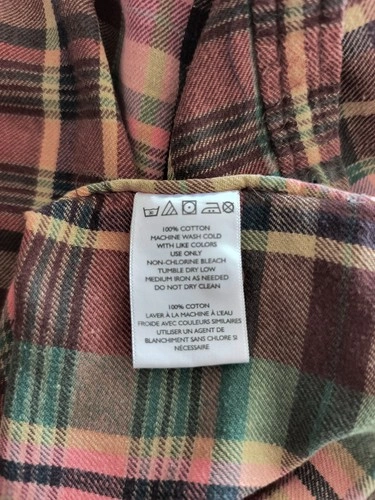 100% COTTON
MACHINE WASH COLD
WITH LIKE COLORS
USE ONLY
NON-CHLORINE BLEACH
TUMBLE DRY LOW
MEDIUM IRON AS NEEDED
DO NOT DRY CLEAN
100% COTON
LAVER À LA MACHINE À L'EAU
FROIDE AVEC COULEURS SIMILAIRES
UTILISER UN AGENT DE
BLANCHIMENT SANS CHLORE SI
NÉCESSAIRE